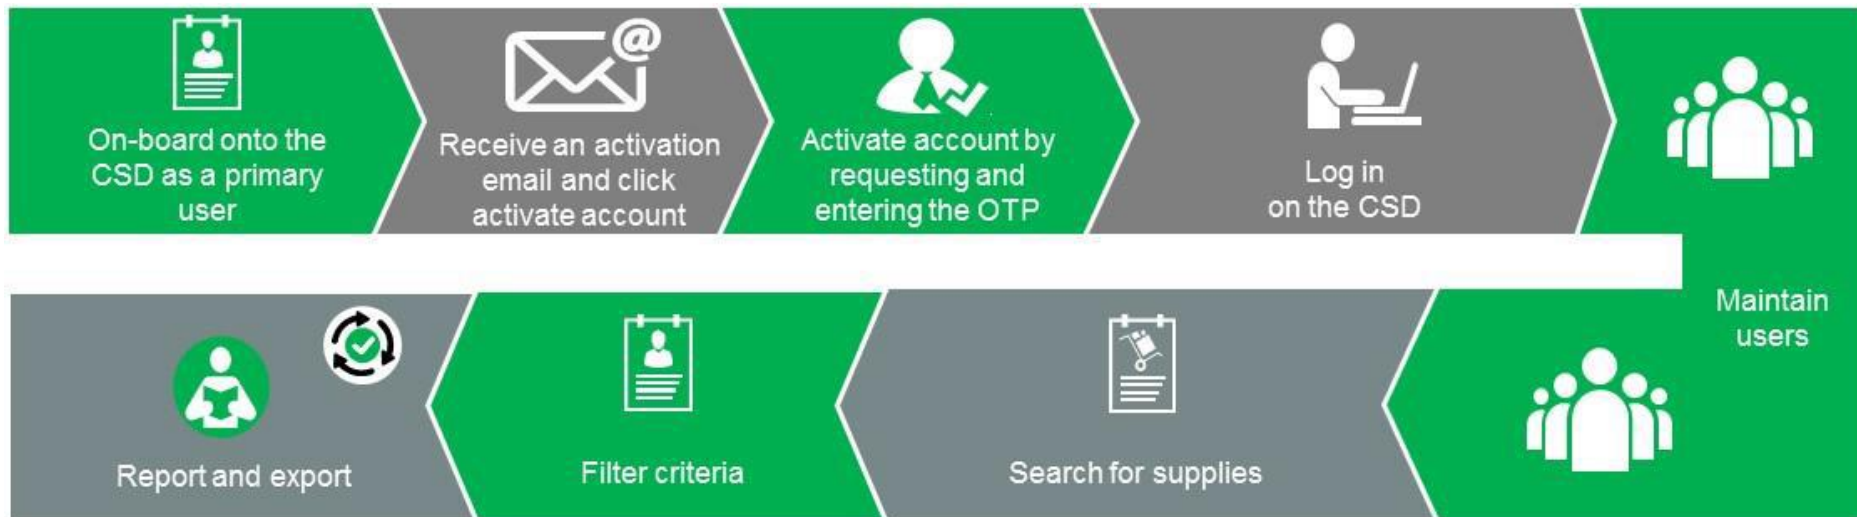 On-board onto the
CSD as a primary
user
Receive an activation
email and click
activate account
Activate account by
requesting and
entering the OTP
Log in
on the CSD
Maintain
users
Search for supplies
Filter criteria
Report and export